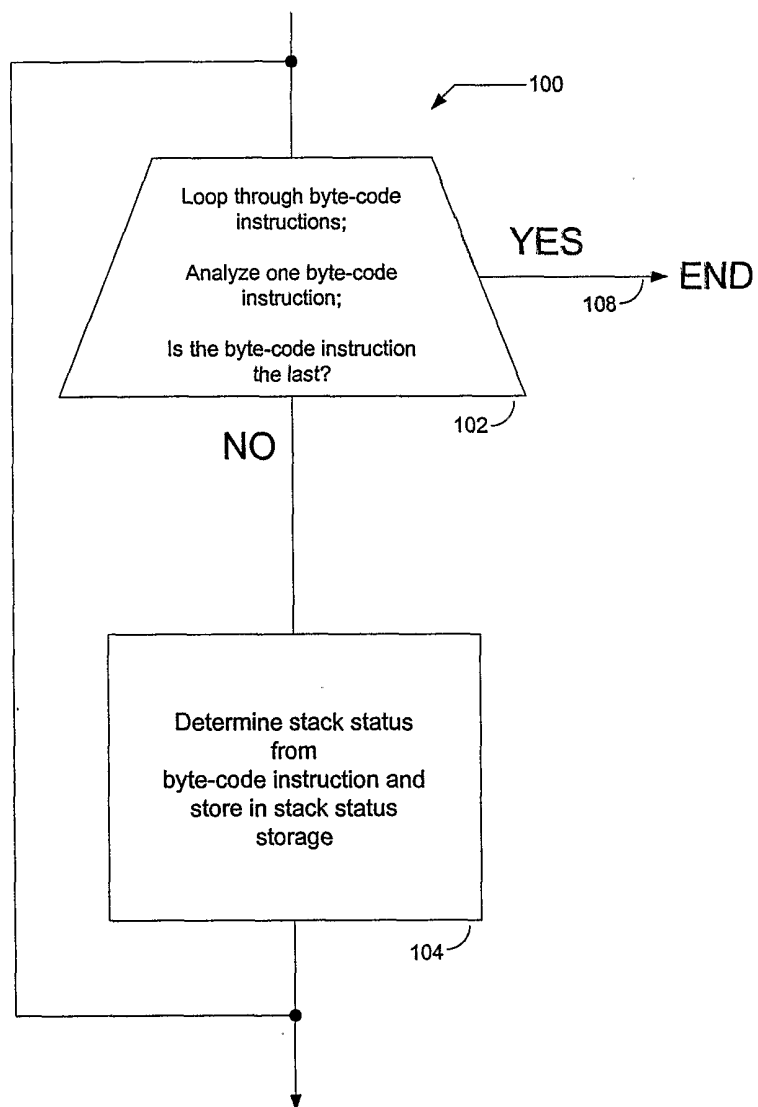 100
Loop through byte-code
instructions;
Analyze one byte-code
instruction;
Is the byte-code instruction
the last?
YES
END
108
102
NO
Determine stack status
from
byte-code instruction and
store in stack status
storage
104